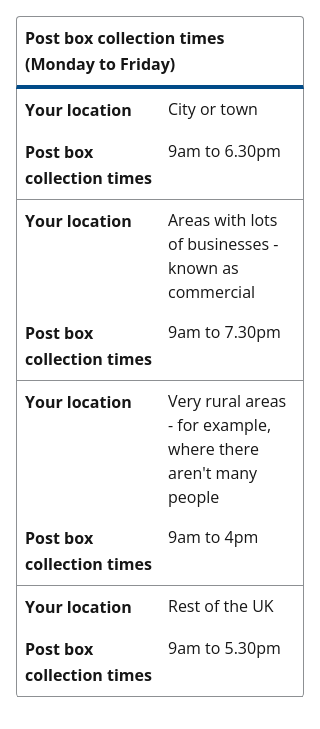 Post box collection times
(Monday to Friday)
Your location City or town
Post box 9am to 6.30pm
collection times
Your location Areas with lots
of businesses -
known as
commercial
Post box 9am to 7.30pm
collection times
Your location Very rural areas
- for example,
where there
aren't many
people
Post box 9am to 4pm
collection times
Your location Rest of the UK
Post box 9am to 5.30pm
collection times